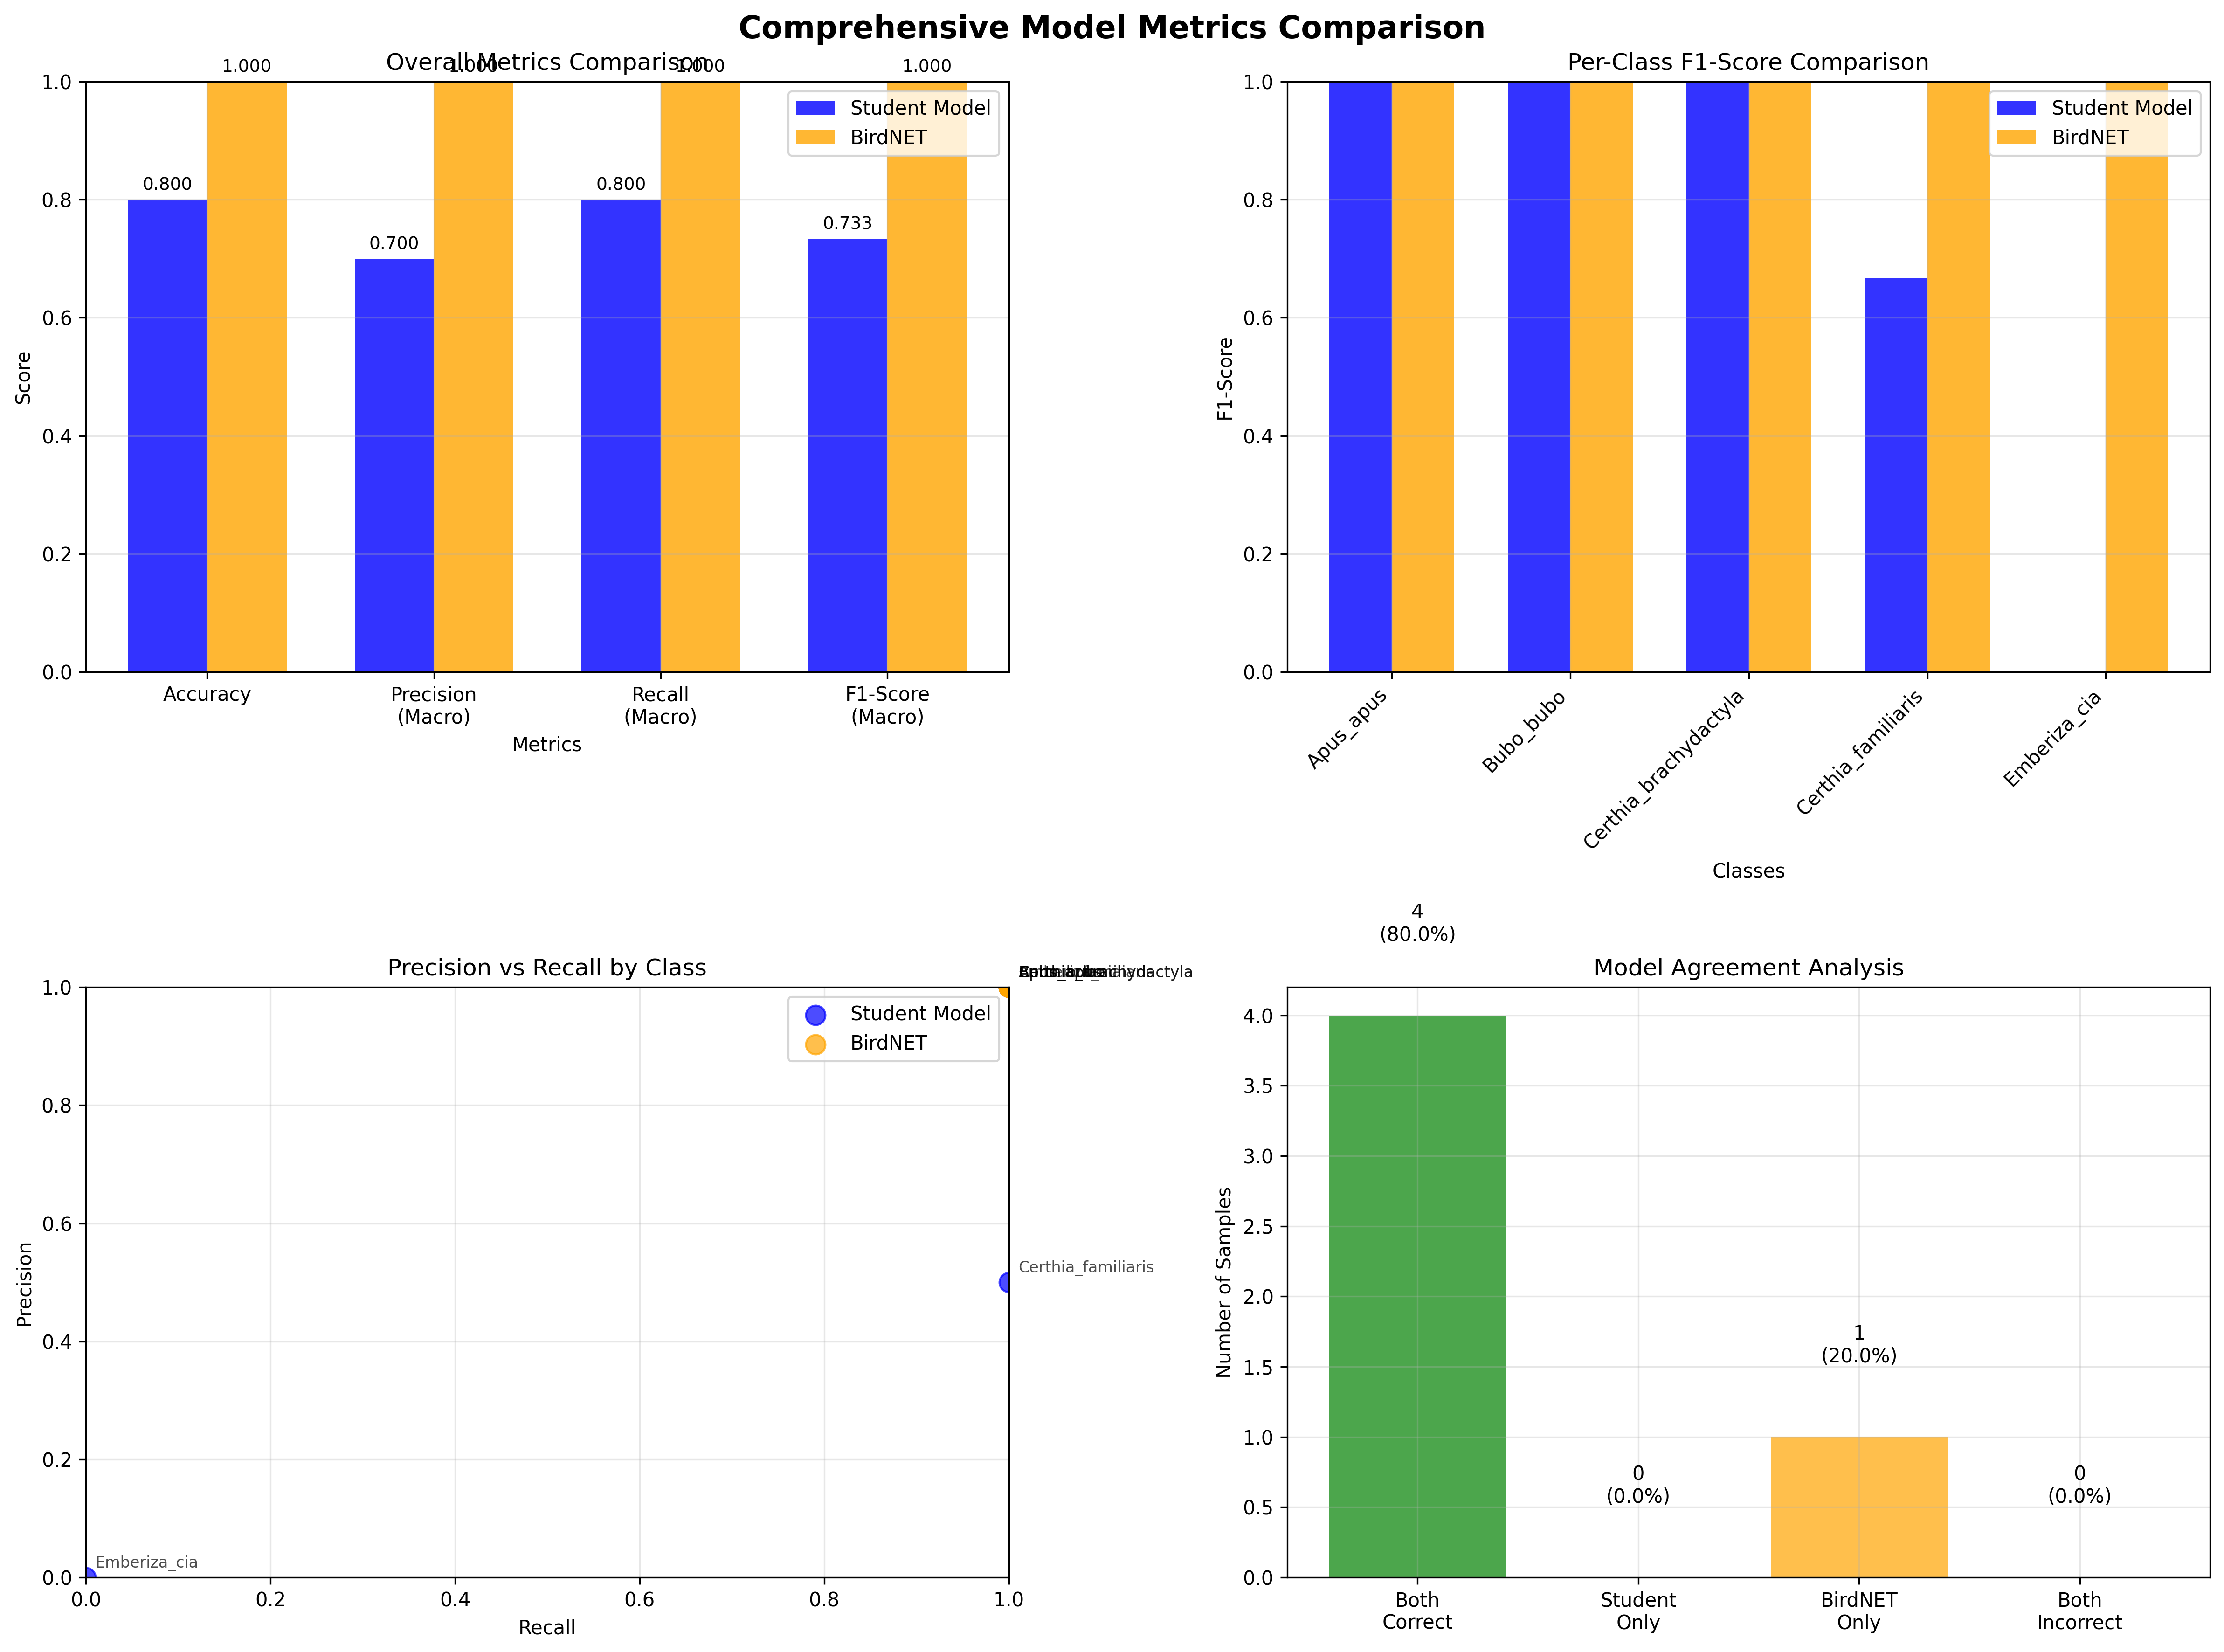 Comprehensive Model Metrics Comparison
Overall Metrics Comparison
1.000
1.000
1.000
1.000
Student Model
BirdNET
0.800
0.700
0.800
0.733
1.0
0.8
0.6
0.4
0.2
0.0
Score
Accuracy
Precision
(Macro)
Recall
(Macro)
F1-Score
(Macro)
Metrics
Per-Class F1-Score Comparison
Student Model
BirdNET
1.0
0.8
0.6
0.4
0.2
0.0
F1-Score
Apus_apus
Bubo_bubo
Certhia_brachydactyla
Certhia_familiaris
Emberiza_cia
Classes
Precision vs Recall by Class
Student Model
BirdNET
1.0
0.8
0.6
0.4
0.2
0.0
Precision
Certhia_familiaris
Emberiza_cia
0.0
0.2
0.4
0.6
0.8
1.0
Recall
4
(80.0%)
Model Agreement Analysis
4.0
3.5
3.0
2.5
2.0
1.5
1.0
0.5
0.0
Number of Samples
0
(0.0%)
1
(20.0%)
0
(0.0%)
Both
Correct
Student
Only
BirdNET
Only
Both
Incorrect